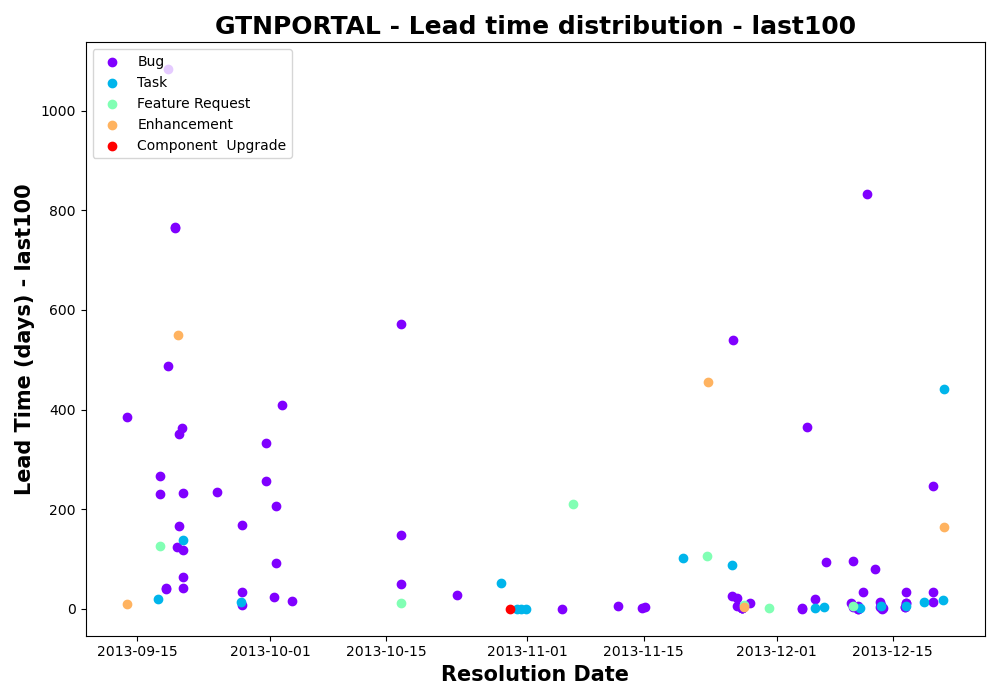 GTNPORTAL - Lead time distribution - last100
Bug
Task
Feature Request
Enhancement
Component  Upgrade
Lead Time (days) - last100
1000
800
600
400
200
0
2013-09-15
2013-10-01
2013-10-15
2013-11-01
2013-11-15
2013-12-01
2013-12-15
Resolution Date